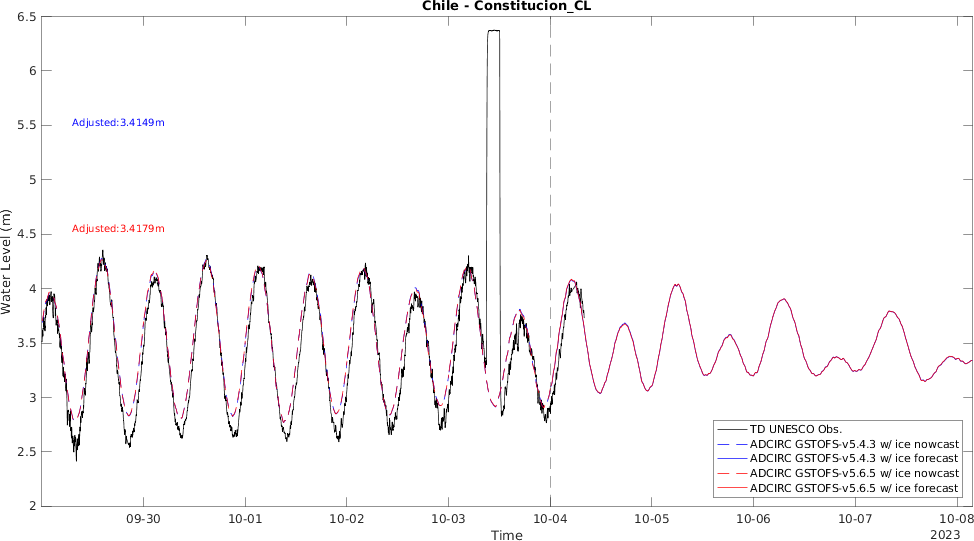 Chile - Constitucion_CL
6.5
6
5.5
5
4.5
4
3.5
3
2.5
2
Water Level (m)
Adjusted:3.4149m
Adjusted:3.4179m
TD UNESCO Obs.
ADCIRC GSTOFS-v5.4.3 w/ ice nowcast
ADCIRC GSTOFS-v5.4.3 w/ ice forecast
ADCIRC GSTOFS-v5.6.5 w/ ice nowcast
ADCIRC GSTOFS-v5.6.5 w/ ice forecast
09-30 10-01 10-02 10-03 10-04 10-05 10-06 10-07 10-08
Time
2023